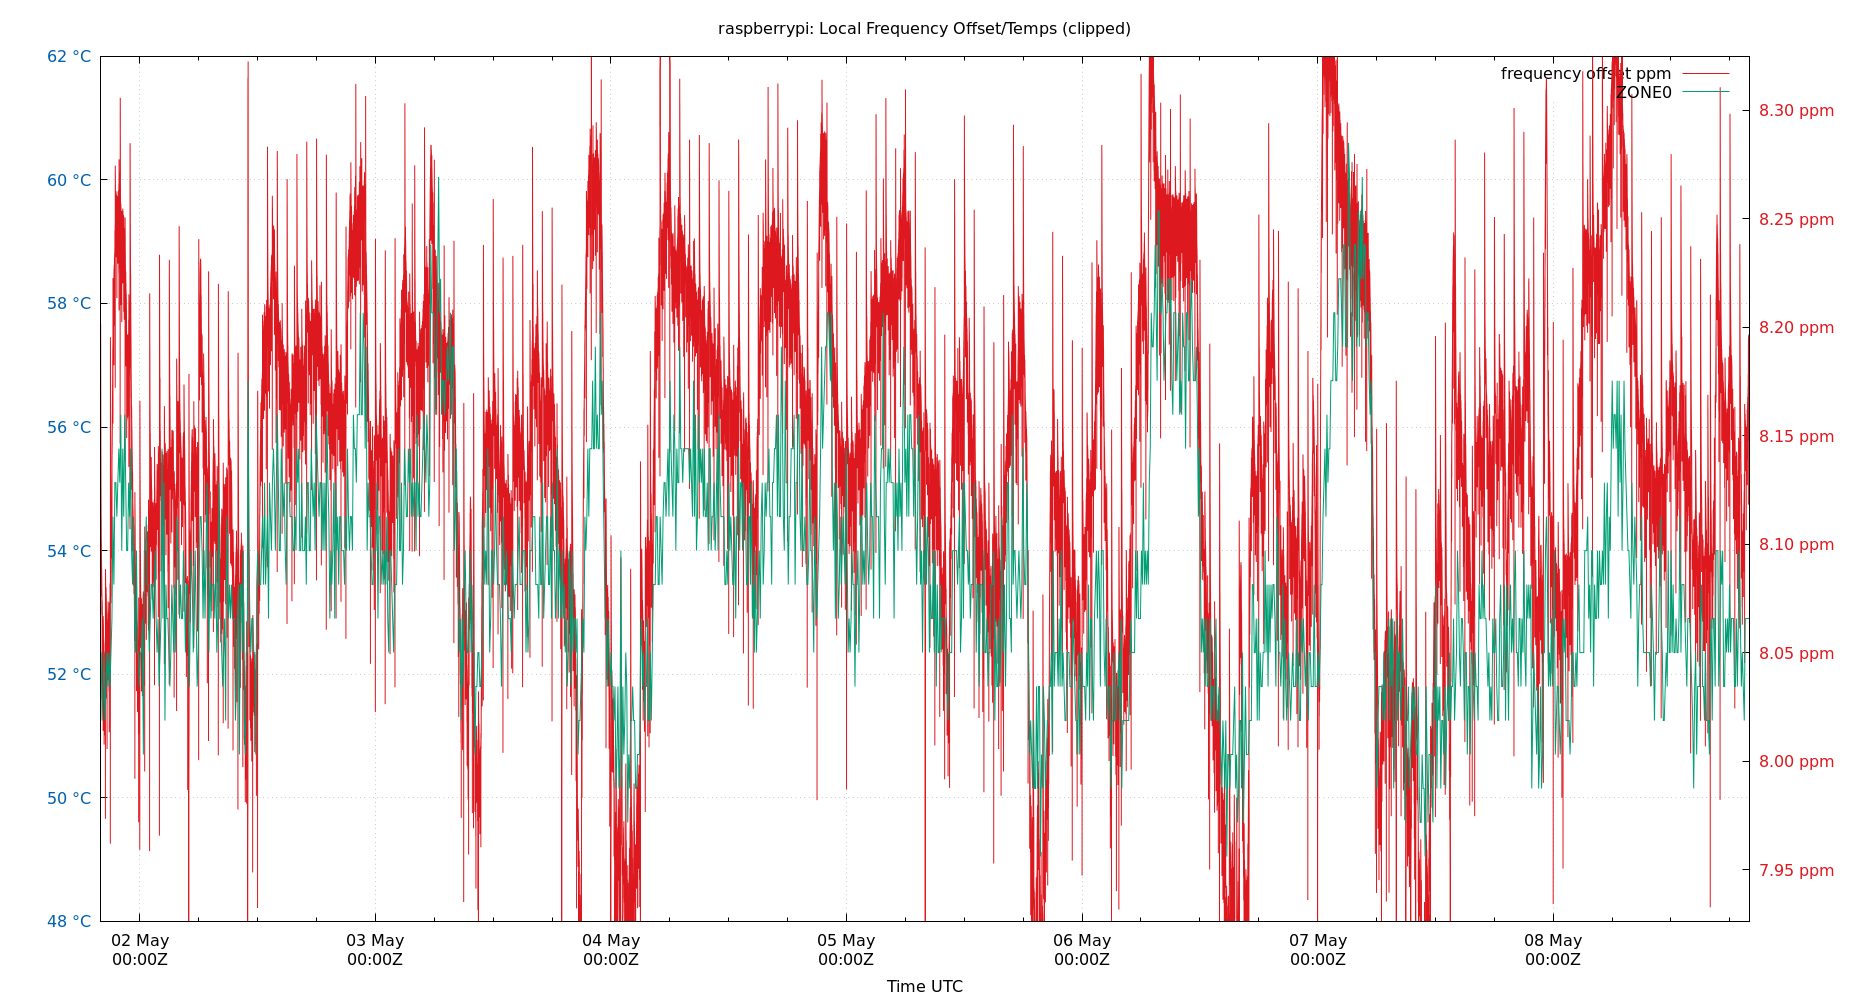 raspberrypi: Local Frequency Offset/Temps (clipped)
62 °C
60 °C
58 °C
56 °C
54 °C
52 °C
50 °C
48 °C
frequency offset ppm
ZONE0
8.30 ppm
8.25 ppm
8.20 ppm
8.15 ppm
8.10 ppm
8.05 ppm
8.00 ppm
7.95 ppm
02 May
00:00Z
03 May
00:00Z
04 May
00:00Z
05 May
00:00Z
06 May
00:00Z
07 May
00:00Z
08 May
00:00Z
Time UTC